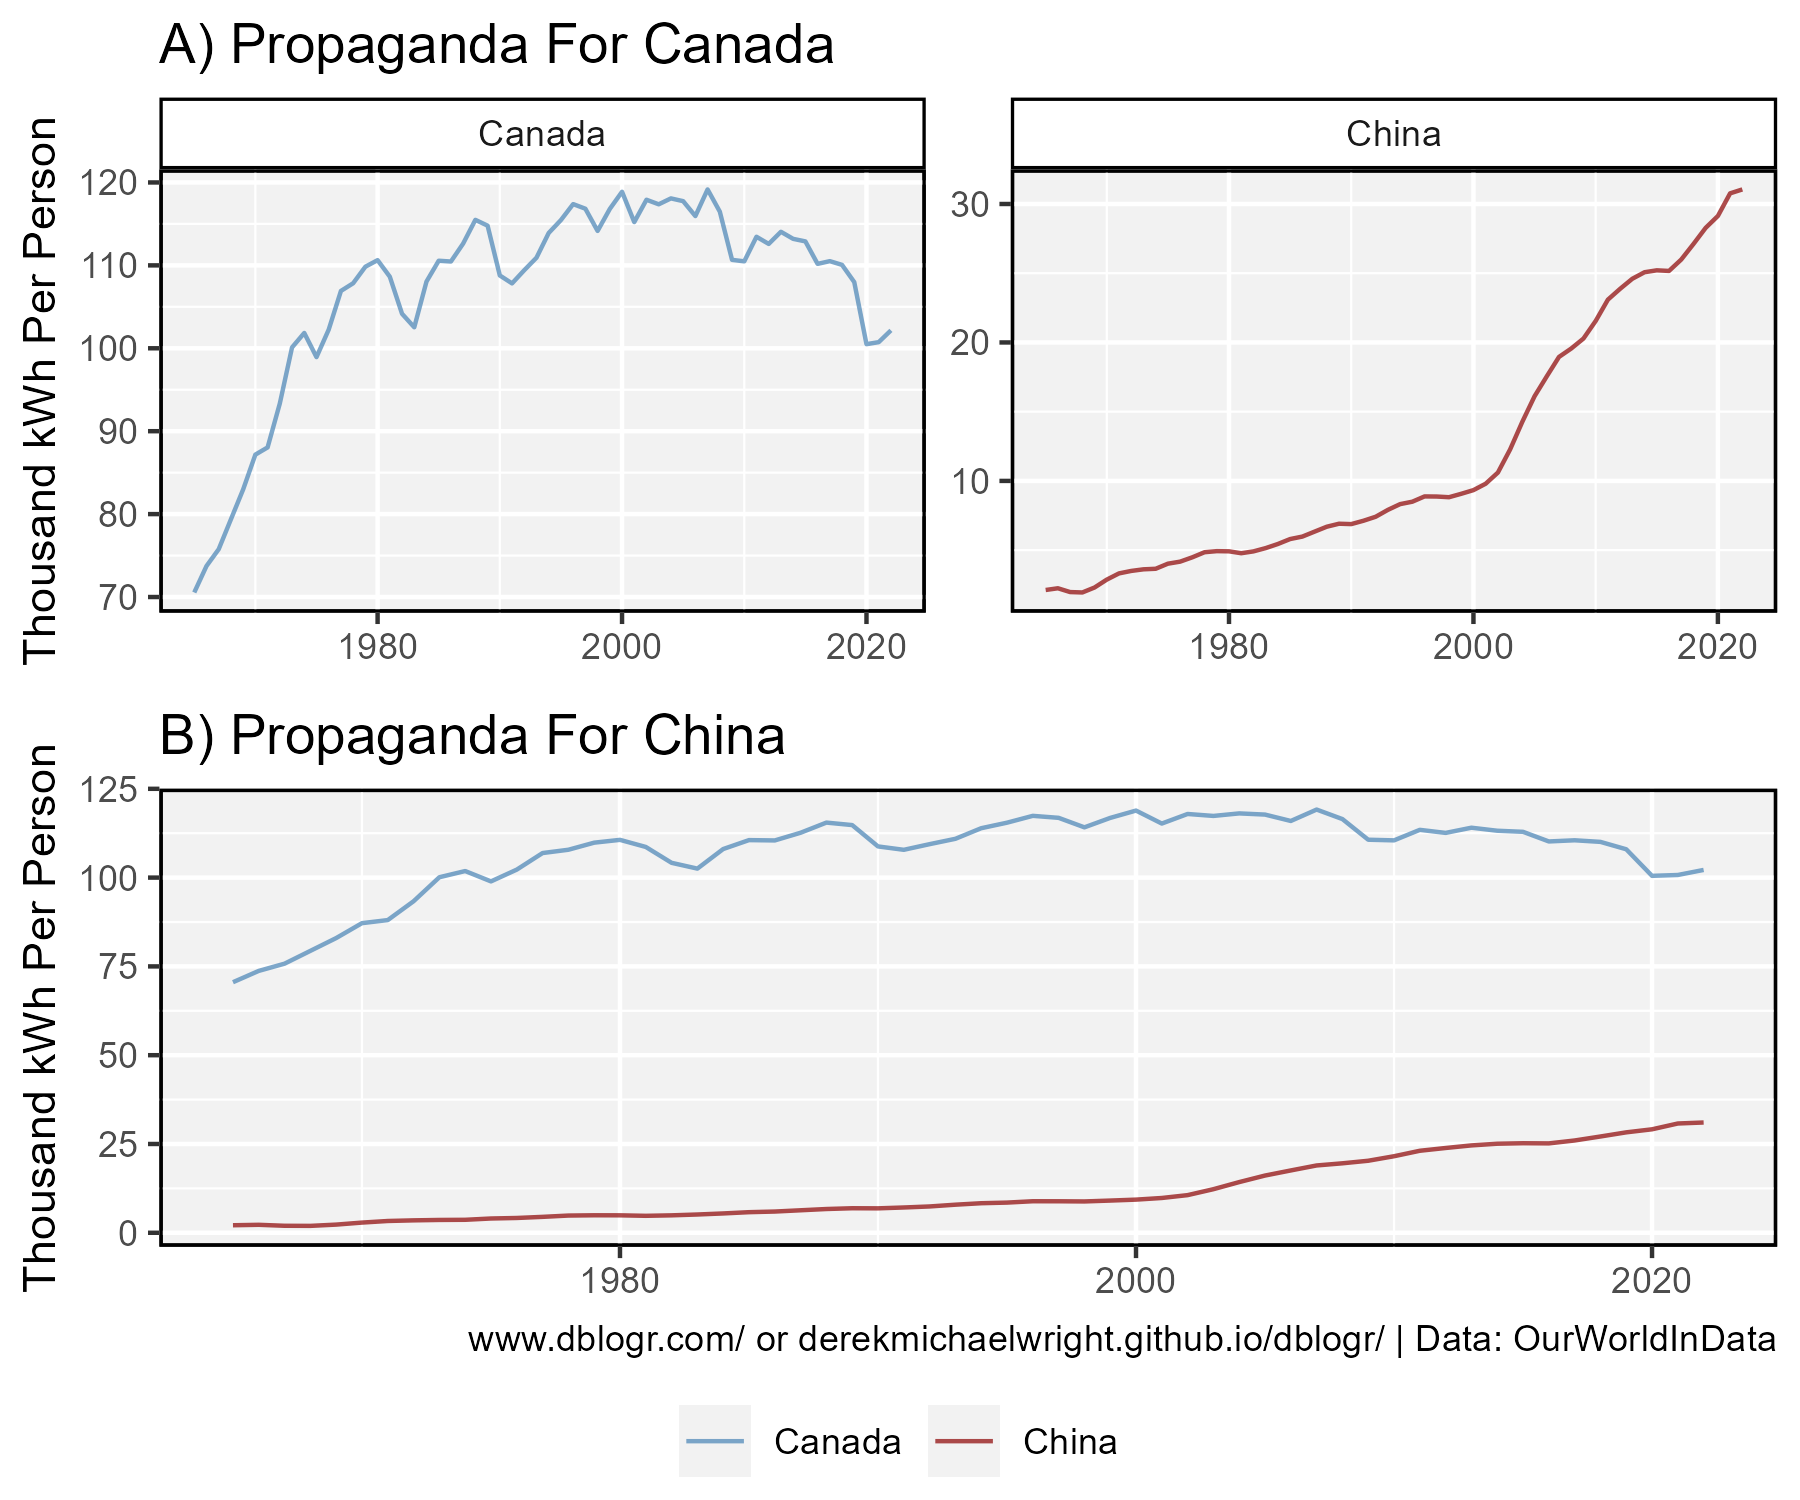 A) Propaganda For Canada
Canada
China
Thousand kWh Per Person
120
110
100
90
80
70
1980
2000
2020
30
20
10
1980
2000
2020
B) Propaganda For China
Thousand kWh Per Person
125
100
75
50
25
0
1980
2000
2020
www.dblogr.com/ or derekmichaelwright.github.io/dblogr/ | Data: OurWorldInData
Canada
China